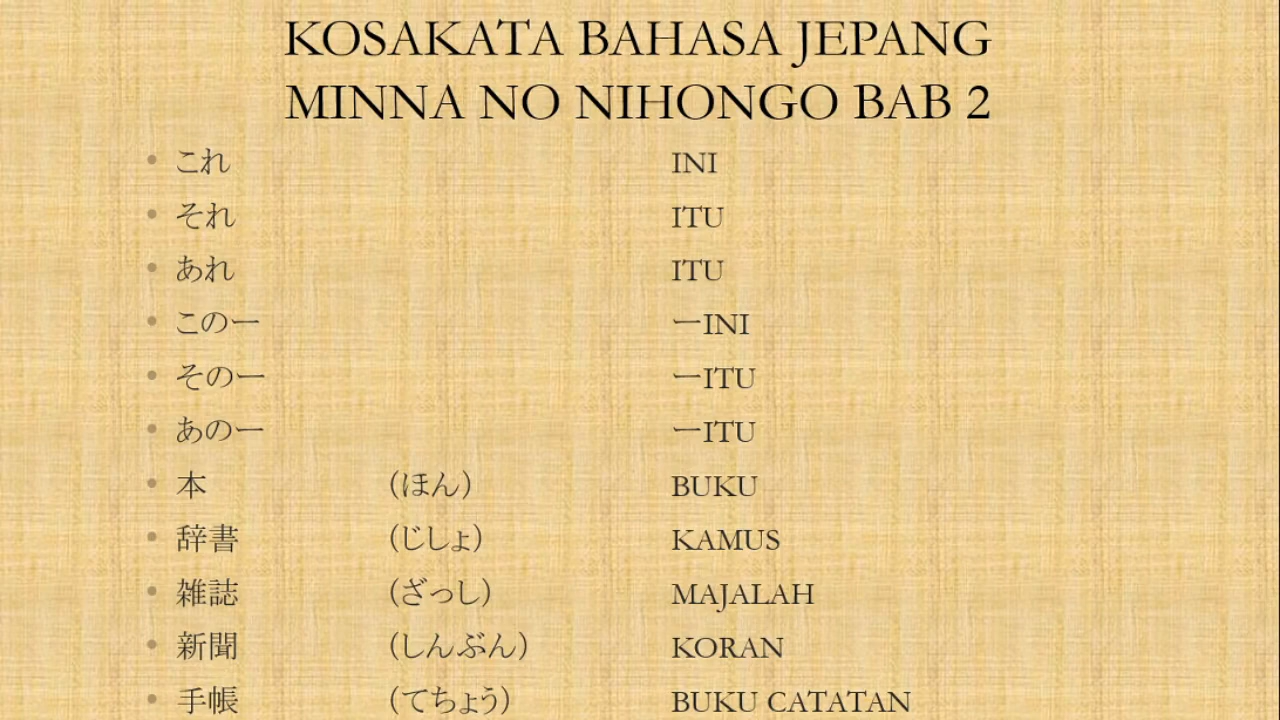 KOSAKATA BAHASA JEPANG
MINNA NO NIHONGO BAB 2
• これ INI
• それ ITU
• あれ ITU
• このー ーINI
• そのー ーITU
• あのー ーITU
• 本 (ほん) BUKU
• 辞書 (じしょ) KAMUS
• 雑誌 (ざっし) MAJALAH
• 新聞 (しんぶん) KORAN
• 手帳 (てちょう) BUKU CATATAN